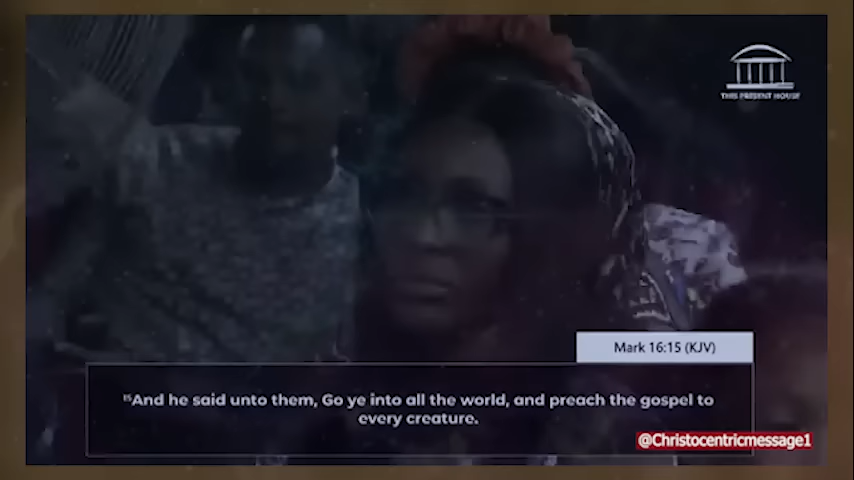 THIS PRESENT HOUSE
Mark 16:15 (KJV)
¹⁵And he said unto them, Go ye into all the world, and preach the gospel to
every creature.
@Christocentricmessage1